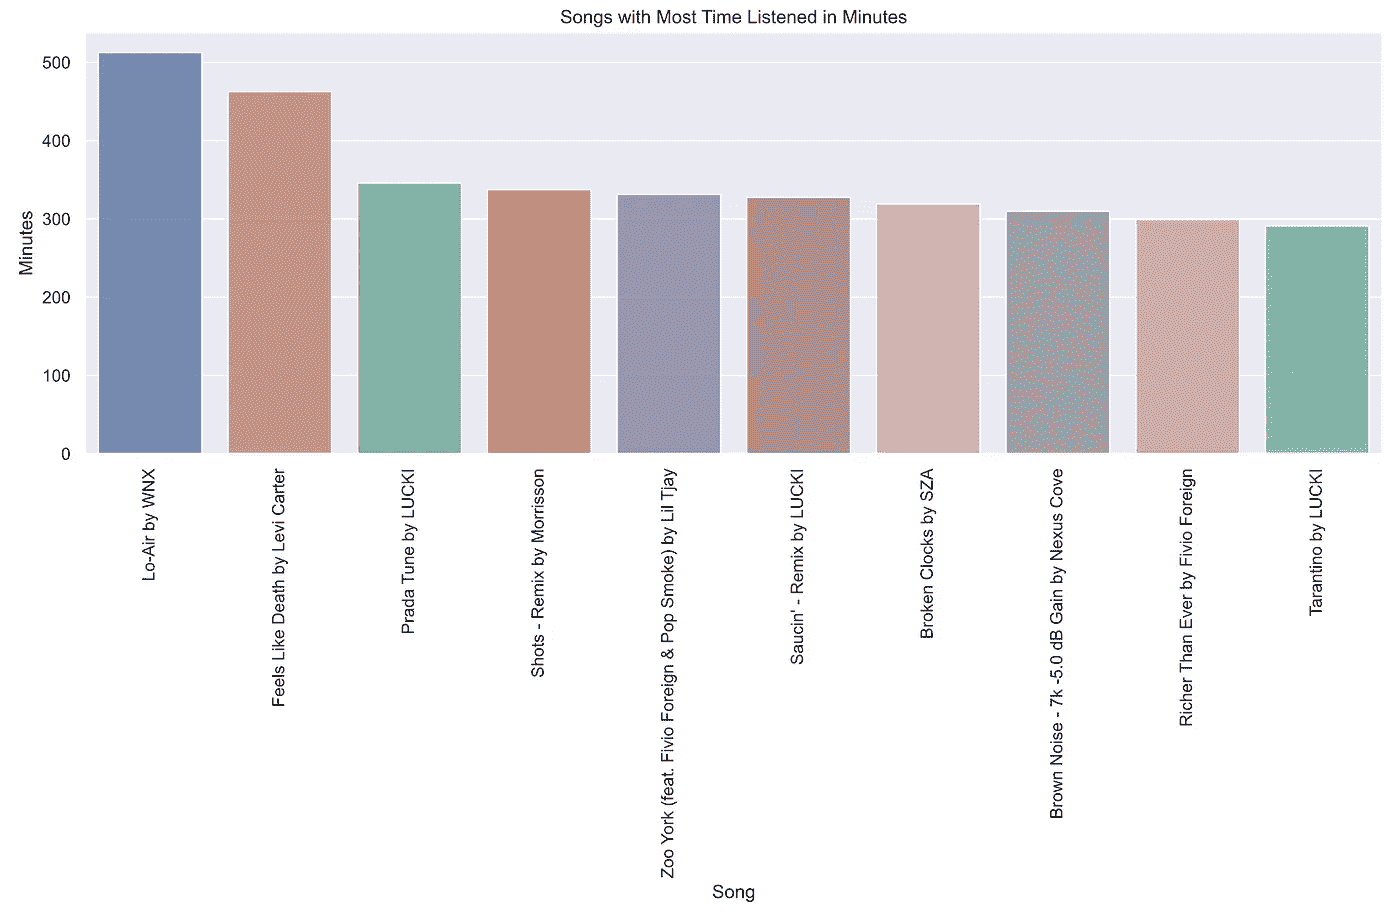 Songs with Most Time Listened in Minutes
Minutes
500
400
300
200
100
0
Lo-Air by WNX
Feels Like Death by Levi Carter
Prada Tune by LUCKI
Shots - Remix by Morrisson
Zoo York (feat. Fivio Foreign & Pop Smoke) by Lil Tjay
Saucin' - Remix by LUCKI
Broken Clocks by SZA
Brown Noise - 7k -5.0 dB Gain by Nexus Cove
Richer Than Ever by Fivio Foreign
Tarantino by LUCKI
Song